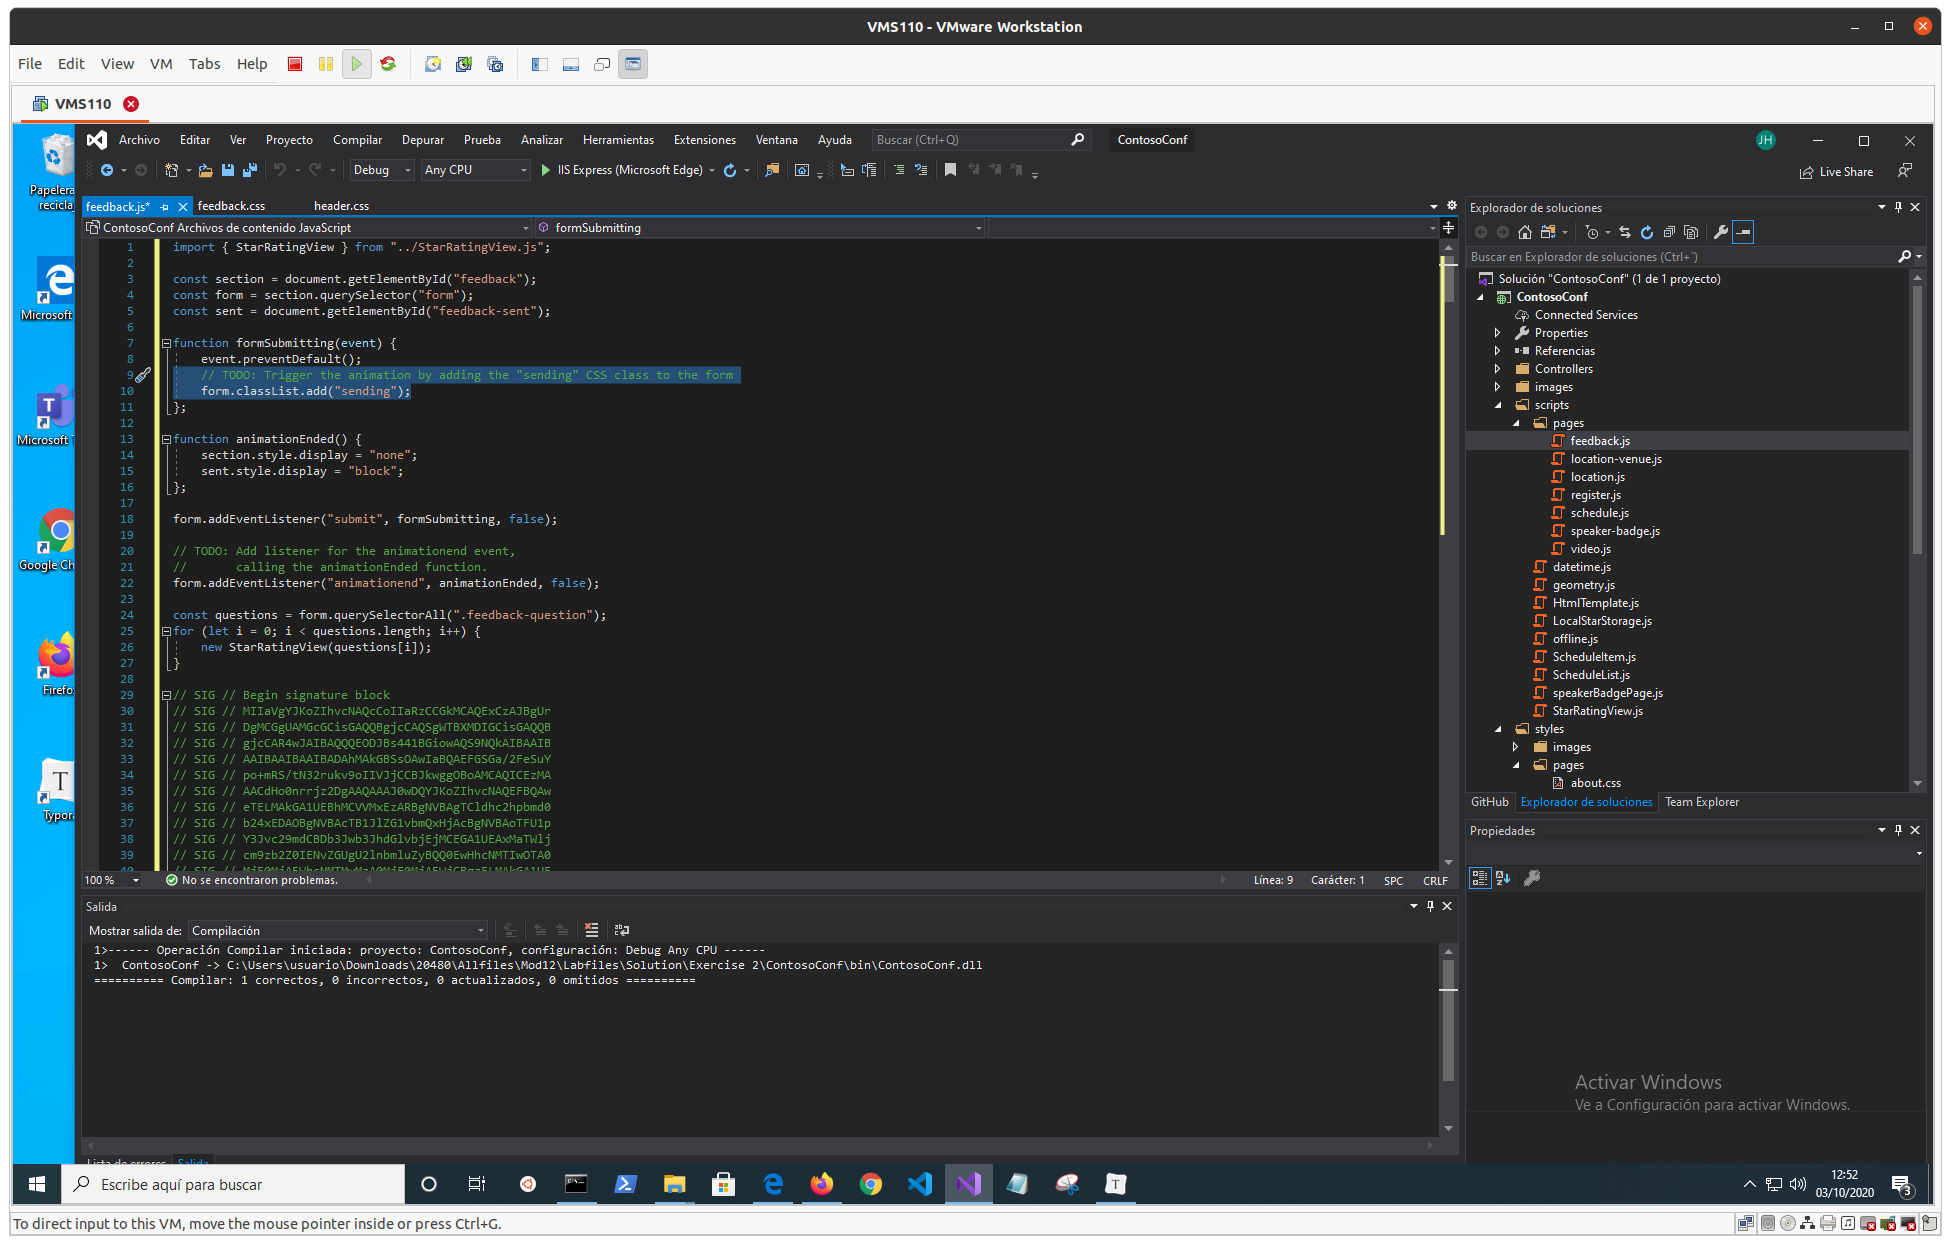 VMS110 - VMware Workstation
File Edit View VM Tabs Help
VMS110
Archivo Editar Ver Proyecto Compilar Depurar Prueba Analizar Herramientas Extensiones Ventana Ayuda Buscar (Ctrl+Q) ContosoConf JH
Debug Any CPU IIS Express (Microsoft Edge) Live Share
Papelera
recicla
Microsoft
Microsoft T
Google Ch
Firefo
Typor
feedback.js* feedback.css header.css
ContosoConf Archivos de contenido JavaScript formSubmitting
1 import { StarRatingView } from "../StarRatingView.js";
2
3 const section = document.getElementById("feedback");
4 const form = section.querySelector("form");
5 const sent = document.getElementById("feedback-sent");
6
7 function formSubmitting(event) {
8 event.preventDefault();
9 // TODO: Trigger the animation by adding the "sending" CSS class to the form
10 form.classList.add("sending");
11 };
12
13 function animationEnded() {
14 section.style.display = "none";
15 sent.style.display = "block";
16 };
17
18 form.addEventListener("submit", formSubmitting, false);
19
20 // TODO: Add listener for the animationend event,
21 // calling the animationEnded function.
22 form.addEventListener("animationend", animationEnded, false);
23
24 const questions = form.querySelectorAll(".feedback-question");
25 for (let i = 0; i < questions.length; i++) {
26 new StarRatingView(questions[i]);
27 }
28
29 // SIG // Begin signature block
30 // SIG // MIIaVgYJKoZIhvcNAQcCoIIaRzCCGkMCAQExCzAJBgUr
31 // SIG // DgMCGgUAMGcGCisGAQQBgjcCAQSgWTBXMDIGCisGAQQB
32 // SIG // gjcCAR4wJAIBAQQQEODJBs441BGiowAQS9NQkAIBAAIB
33 // SIG // AAIBAAIBAAIBADAhMAkGBSsOAwIaBQAEFGSGa/2FeSuY
34 // SIG // po+mRS/tN32rukv9oIIVJjCCBJkwggOBoAMCAQICEzMA
35 // SIG // AACdHo0nrrjz2DgAAQAAAJ0wDQYJKoZIhvcNAQEFBQAw
36 // SIG // eTELMAkGA1UEBhMCVVMxEzARBgNVBAgTCldhc2hpbmd0
37 // SIG // b24xEDAOBgNVBAcTB1JlZG1vbmQxHjAcBgNVBAoTFU1p
38 // SIG // Y3Jvc29mdCBDb3Jwb3JhdGlvbjEjMCEGA1UEAxMaTWlj
39 // SIG // cm9zb2Z0IENvZGUgU2lnbmluZyBQQ0EwHhcNMTIwOTA0
100 % No se encontraron problemas. Línea: 9 Carácter: 1 SPC CRLF
Salida
Mostrar salida de: Compilación
1>------ Operación Compilar iniciada: proyecto: ContosoConf, configuración: Debug Any CPU ------
1> ContosoConf -> C:\Users\usuario\Downloads\20480\Allfiles\Mod12\Labfiles\Solution\Exercise 2\ContosoConf\bin\ContosoConf.dll
========== Compilar: 1 correctos, 0 incorrectos, 0 actualizados, 0 omitidos ==========
Lista de errores Salida
Explorador de soluciones
Buscar en Explorador de soluciones (Ctrl+`)
Solución "ContosoConf" (1 de 1 proyecto)
ContosoConf
Connected Services
Properties
References
Controllers
images
scripts
pages
feedback.js
location-venue.js
location.js
register.js
schedule.js
speaker-badge.js
video.js
datetime.js
geometry.js
HtmlTemplate.js
LocalStarStorage.js
offline.js
ScheduleItem.js
ScheduleList.js
speakerBadgePage.js
StarRatingView.js
styles
images
pages
about.css
GitHub Explorador de soluciones Team Explorer
Propiedades
Activar Windows
Ve a Configuración para activar Windows.
Escribe aquí para buscar
12:52
03/10/2020
3
To direct input to this VM, move the mouse pointer inside or press Ctrl+G.